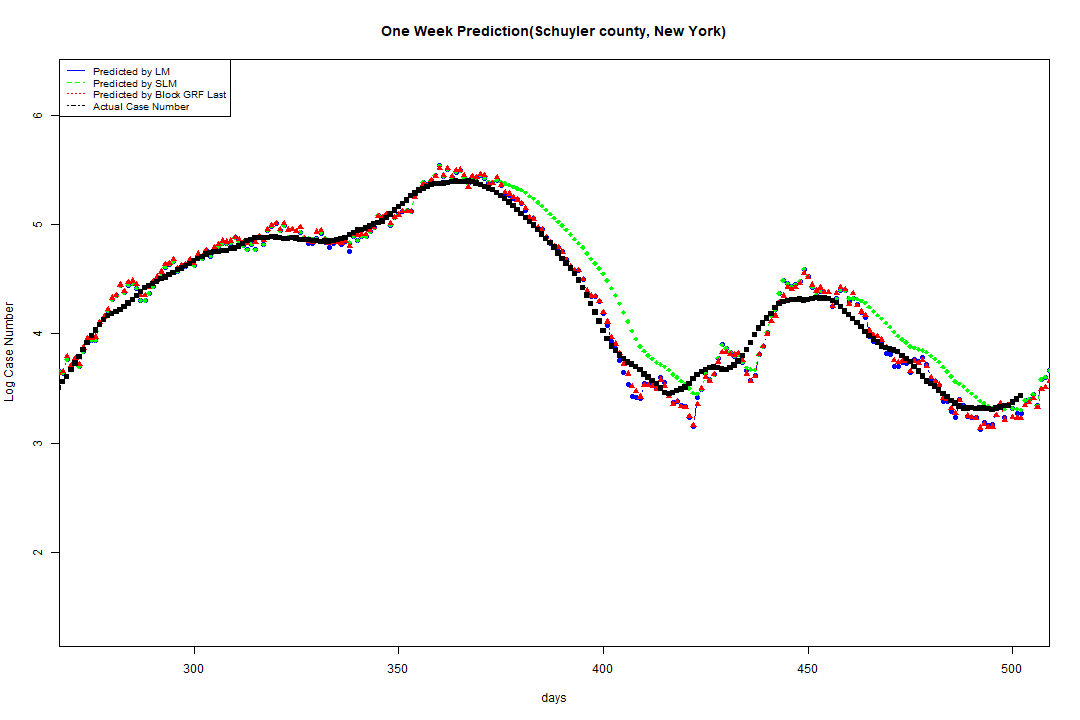 One Week Prediction(Schuyler county, New York)
Predicted by LM
Predicted by SLM
Predicted by Block GRF Last
Actual Case Number
6
5
4
3
2
Log Case Number
300 350 400 450 500
days